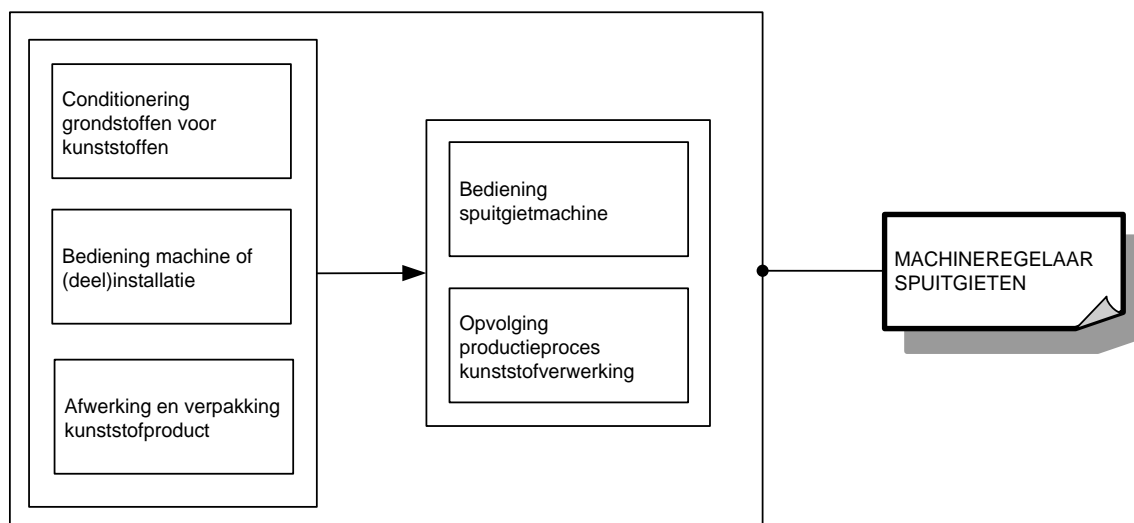 Conditionering
grondstoffen voor
kunststoffen
Bediening machine of
(deel)installatie
Afwerking en verpakking
kunststofproduct
Bediening
spuitgietmachine
Opvolging
productieproces
kunststofverwerking
MACHINEREGELAAR
SPUITGIETEN